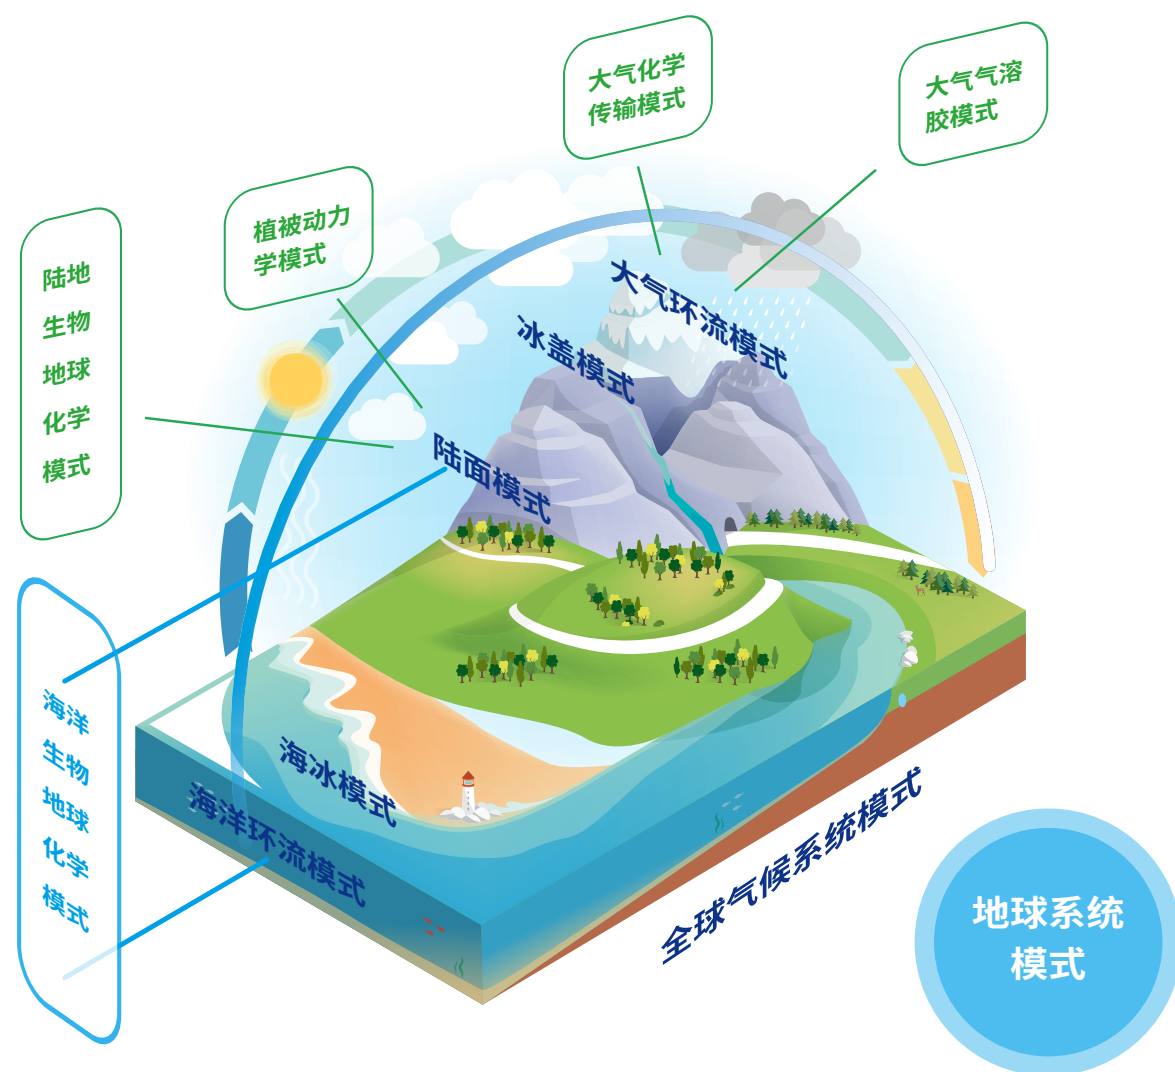 大气化学
传输模式
大气气溶
胶模式
植被动力
学模式
陆地
生物
地球
化学
模式
大气环流模式
冰盖模式
陆面模式
海洋
生物
地球
化学
模式
海冰模式
海洋环流模式
全球气候系统模式
地球系统
模式